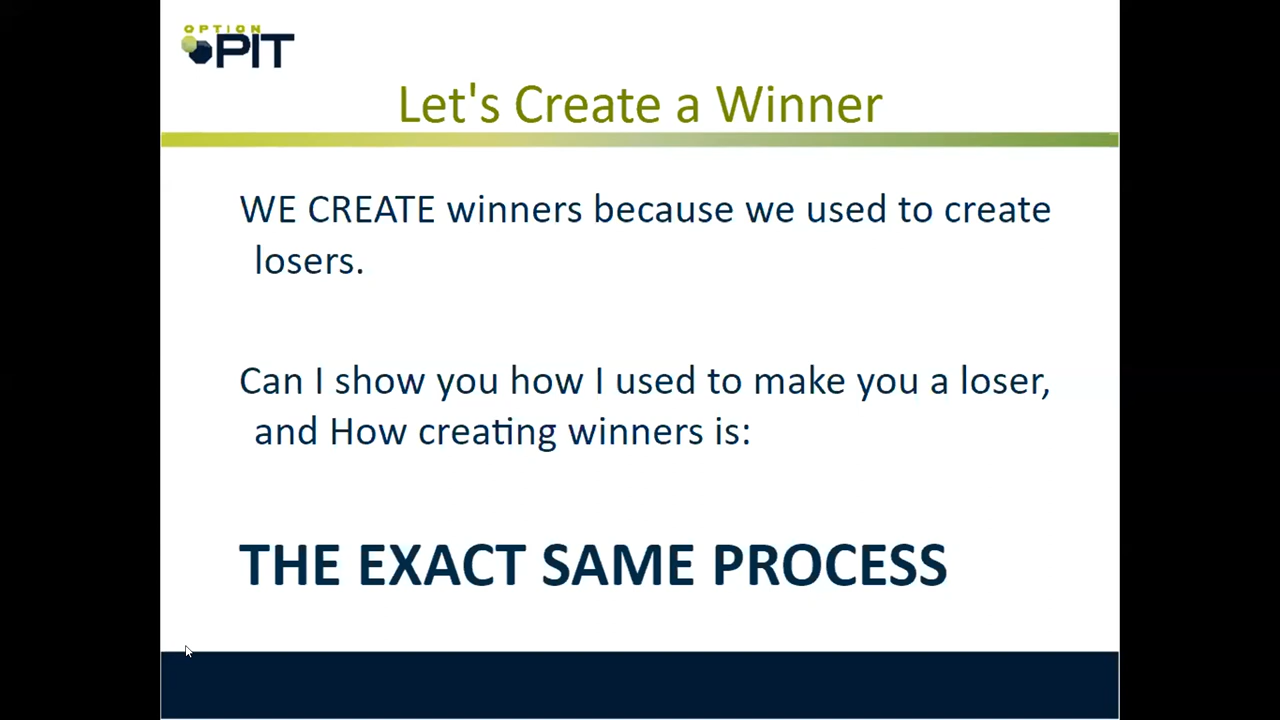 OPTION
PIT
Let's Create a Winner
WE CREATE winners because we used to create
losers.
Can I show you how I used to make you a loser,
and How creating winners is:
THE EXACT SAME PROCESS